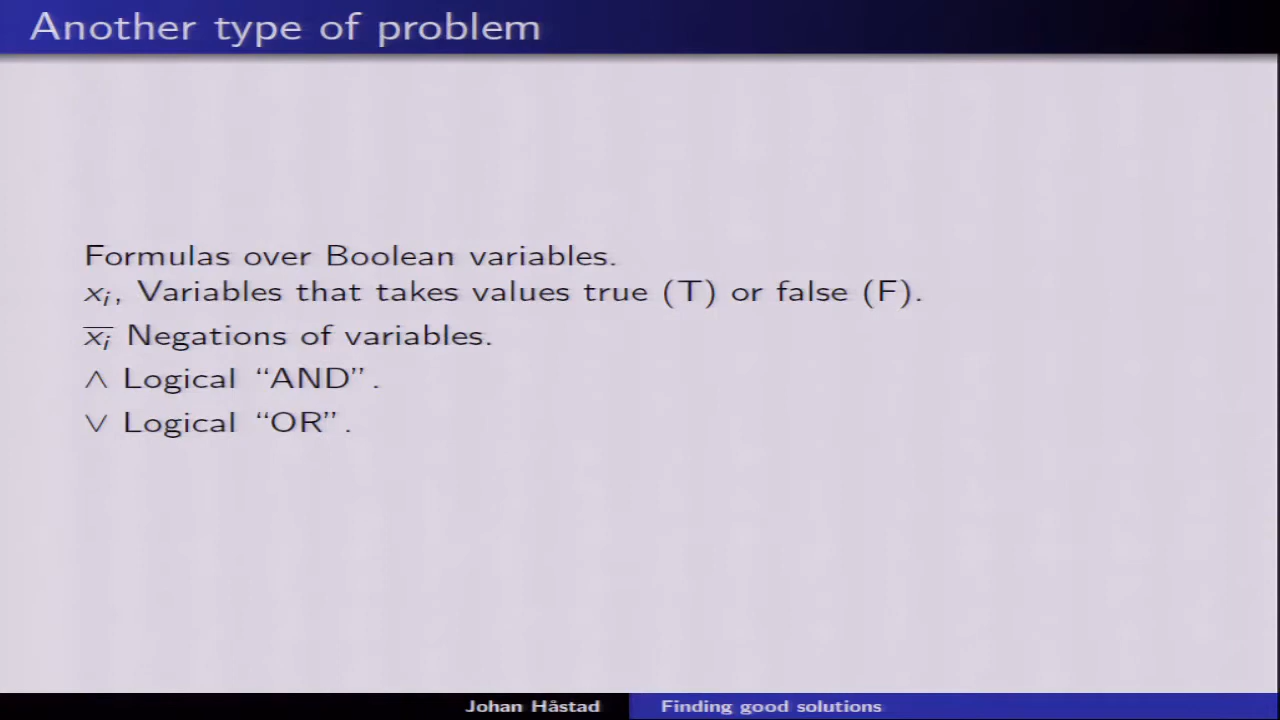 Another type of problem
Formulas over Boolean variables.
xᵢ, Variables that takes values true (T) or false (F).
x̅ᵢ Negations of variables.
∧ Logical “AND”.
∨ Logical “OR”.
Johan Håstad
Finding good solutions